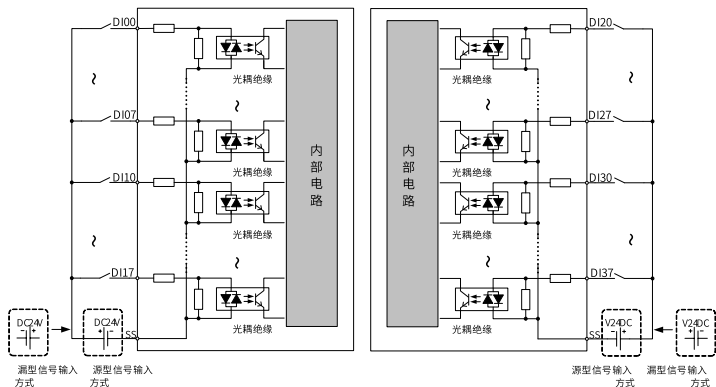 DI00
光耦绝缘
DI07
光耦绝缘
DI10
光耦绝缘
DI17
光耦绝缘
内部电路
SS
DC24V
DC24V
漏型信号输入
方式
源型信号输入
方式
DI20
光耦绝缘
DI27
光耦绝缘
DI30
光耦绝缘
DI37
光耦绝缘
内部电路
SS
V24DC
V24DC
源型信号输入
方式
漏型信号输入
方式